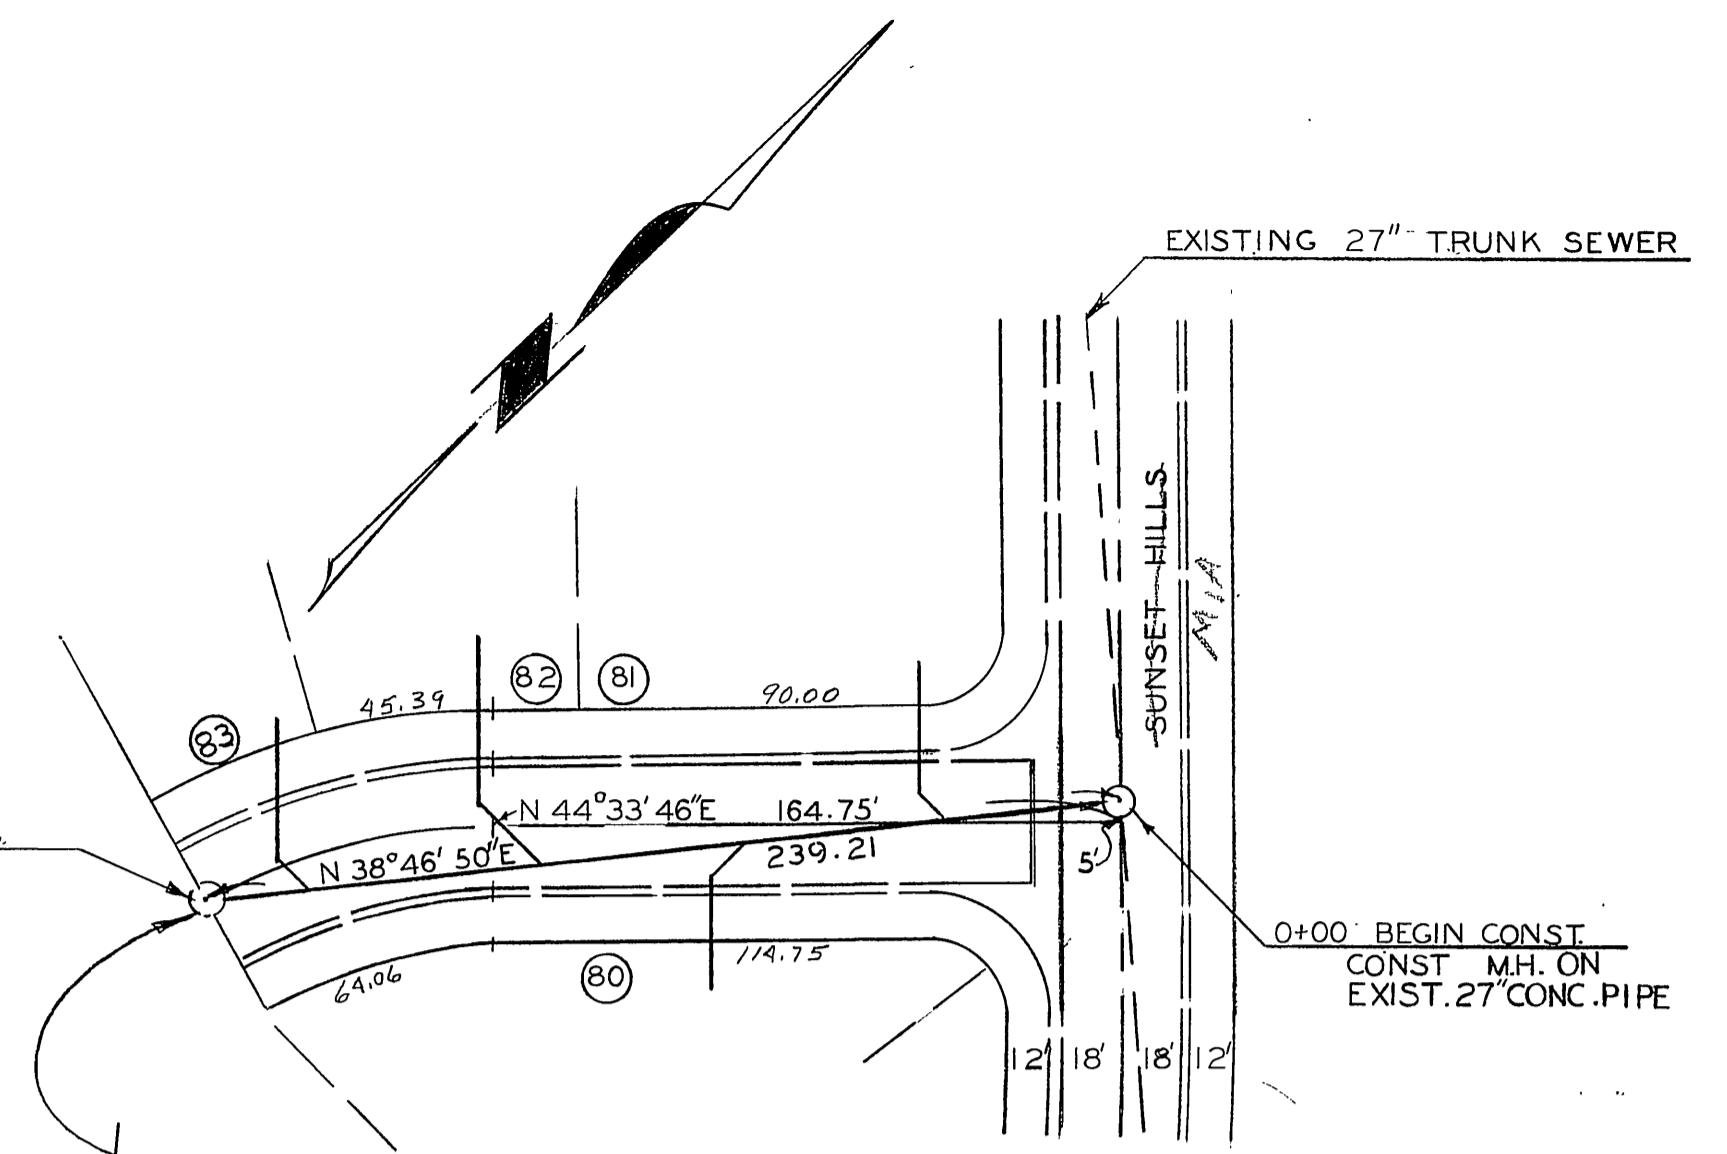 EXISTING 27" TRUNK SEWER
SUNSET HILLS
82
81
83
45.39
90.00
N 44°33'46"E
164.75'
N 38°46'50"E
239.21
5'
64.06
80
114.75
0+00 BEGIN CONST.
CONST M.H. ON
EXIST. 27" CONC. PIPE
12'
18'
18'
12'